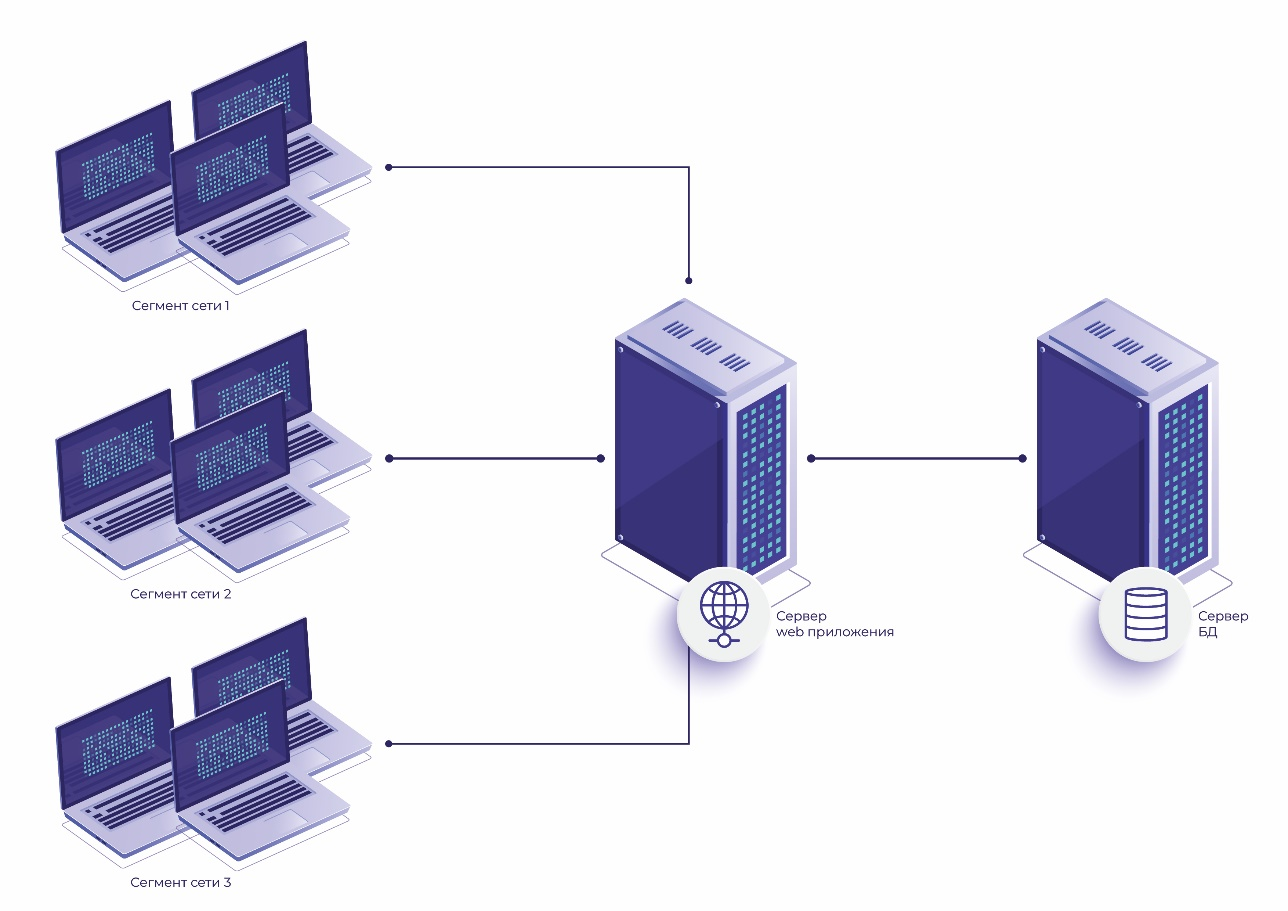 Сегмент сети 1
Сегмент сети 2
Сервер
web приложения
Сервер
БД
Сегмент сети 3